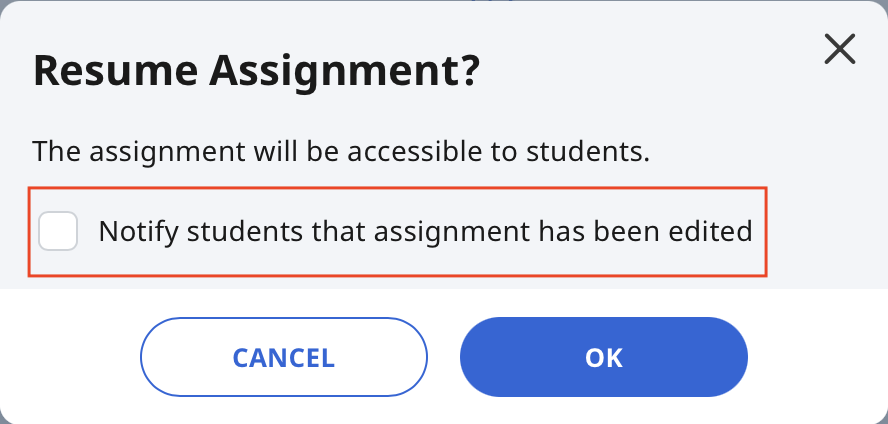 Resume Assignment?
The assignment will be accessible to students.
Notify students that assignment has been edited
CANCEL
OK